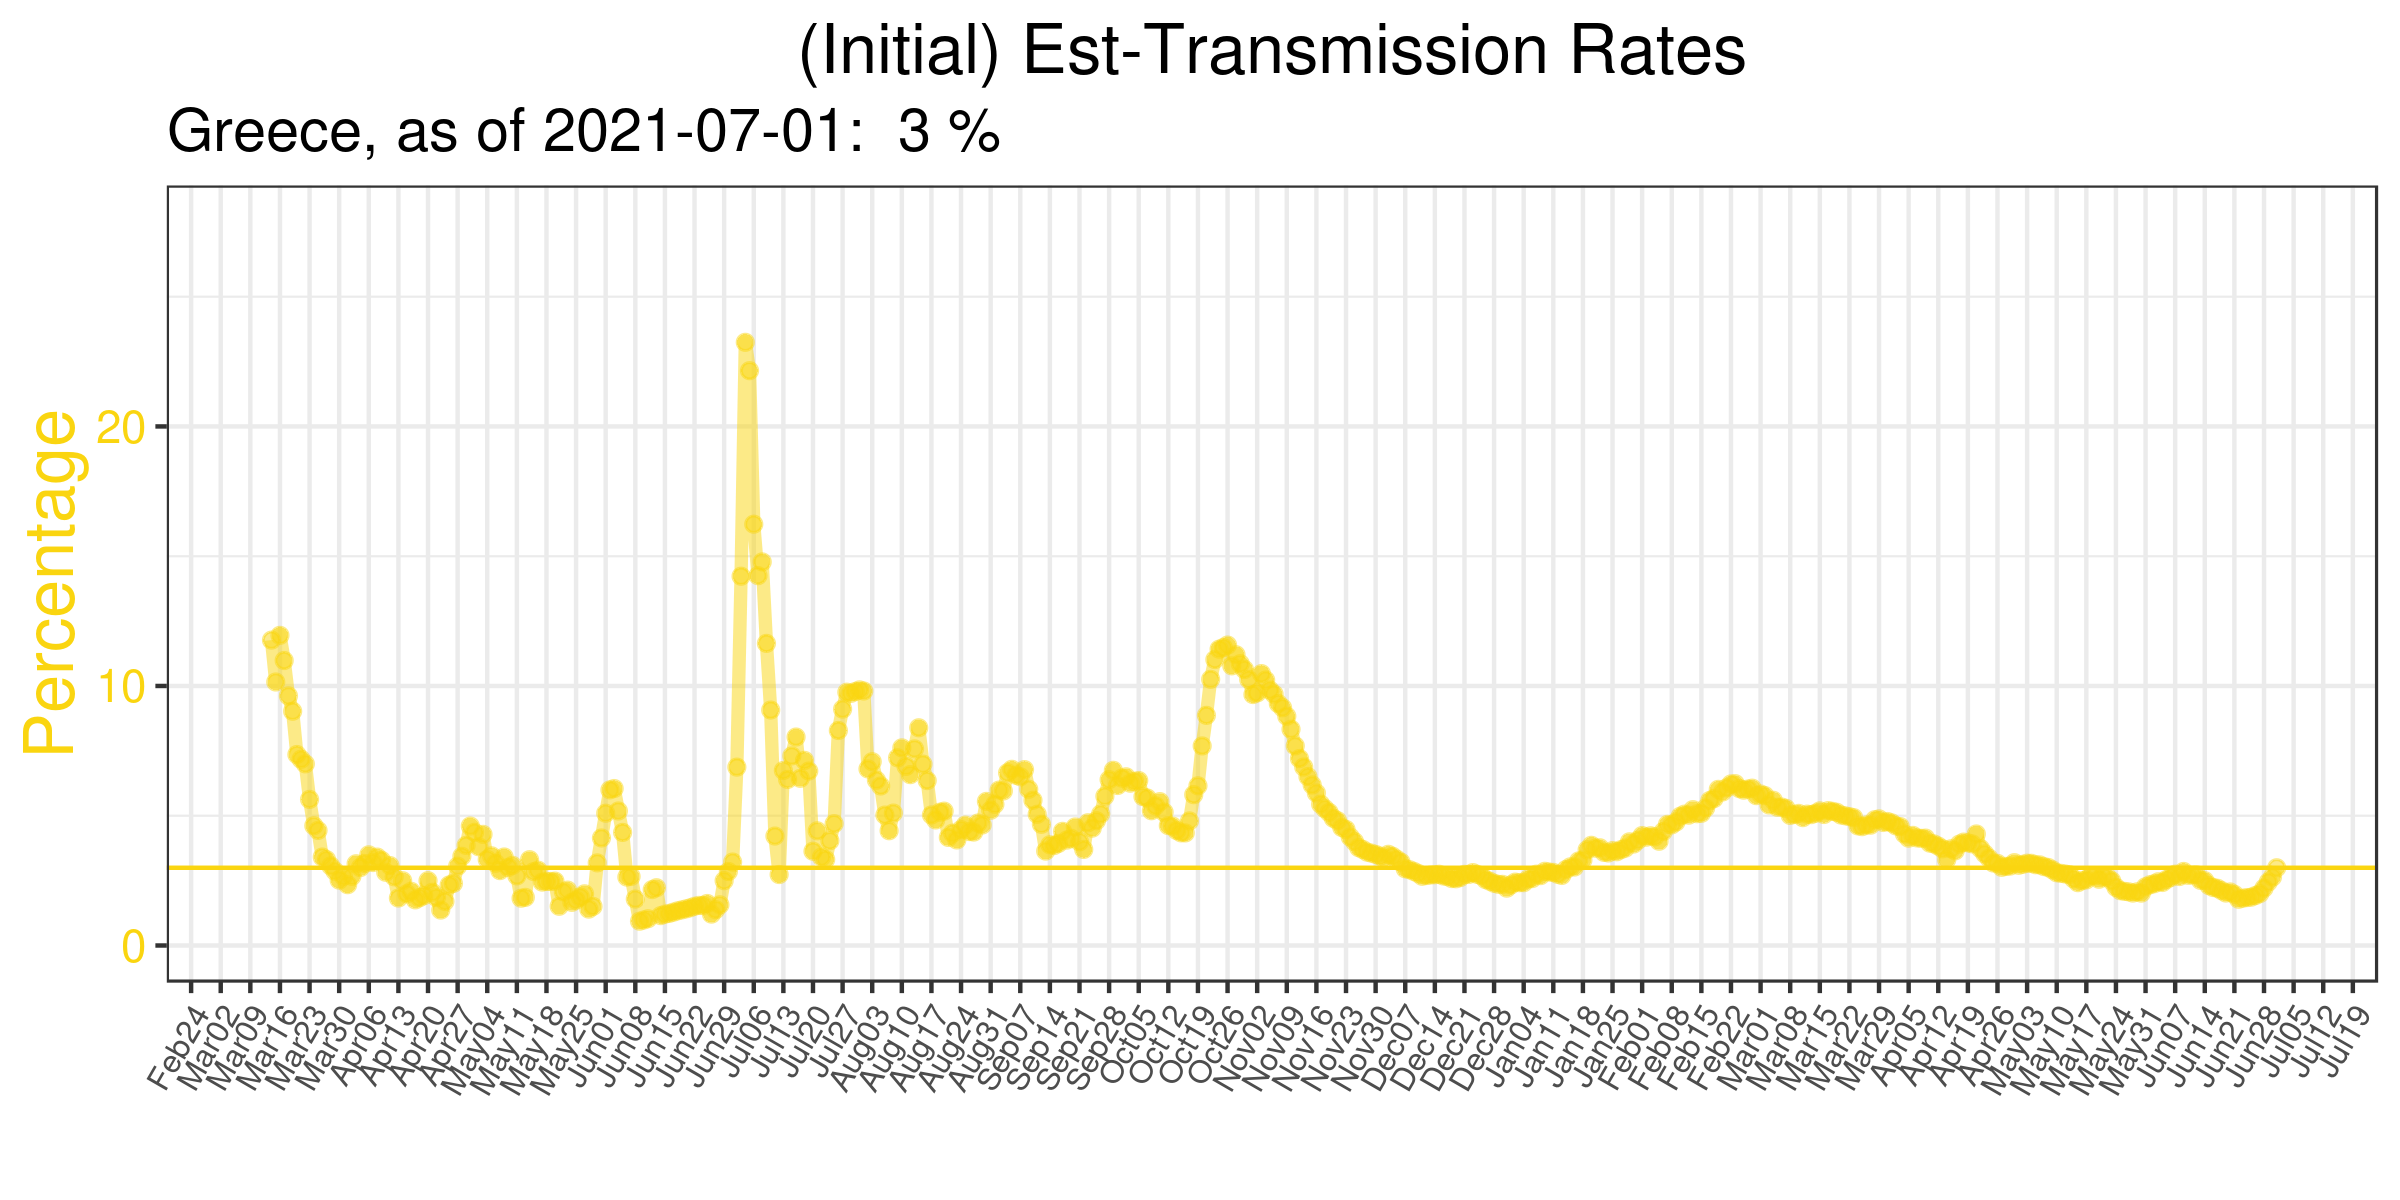 (Initial) Est-Transmission Rates
Greece, as of 2021-07-01:  3 %
Percentage
20
10
0
Feb24
Mar02
Mar09
Mar16
Mar23
Mar30
Apr06
Apr13
Apr20
Apr27
May04
May11
May18
May25
Jun01
Jun08
Jun15
Jun22
Jun29
Jul06
Jul13
Jul20
Jul27
Aug03
Aug10
Aug17
Aug24
Aug31
Sep07
Sep14
Sep21
Sep28
Oct05
Oct12
Oct19
Oct26
Nov02
Nov09
Nov16
Nov23
Nov30
Dec07
Dec14
Dec21
Dec28
Jan04
Jan11
Jan18
Jan25
Feb01
Feb08
Feb15
Feb22
Mar01
Mar08
Mar15
Mar22
Mar29
Apr05
Apr12
Apr19
Apr26
May03
May10
May17
May24
May31
Jun07
Jun14
Jun21
Jun28
Jul05
Jul12
Jul19